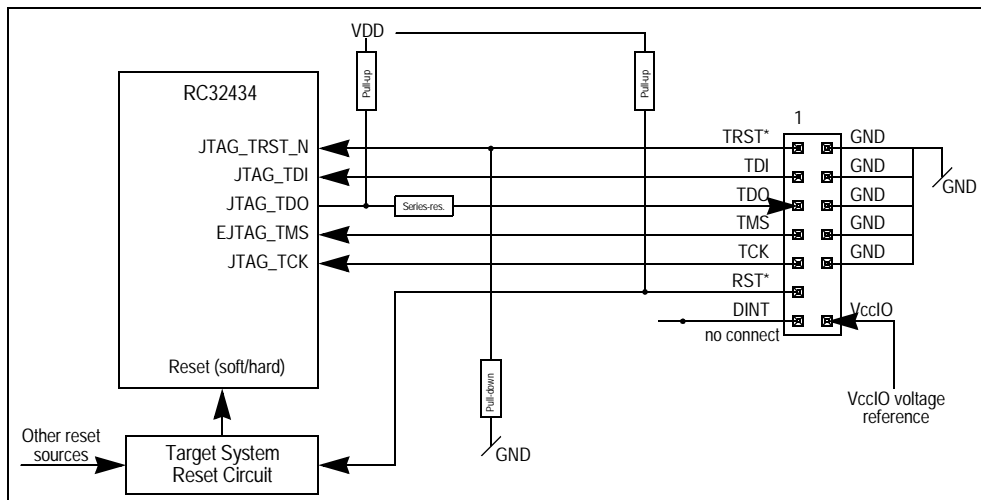 VDD
Pull-up
Pull-up
RC32434
1
JTAG_TRST_N
TRST*
GND
JTAG_TDI
TDI
GND
GND
JTAG_TDO
Series-res.
TDO
GND
EJTAG_TMS
TMS
GND
JTAG_TCK
TCK
GND
RST*
DINT
VccIO
no connect
Reset (soft/hard)
Pull-down
VccIO voltage
reference
GND
Other reset
sources
Target System
Reset Circuit